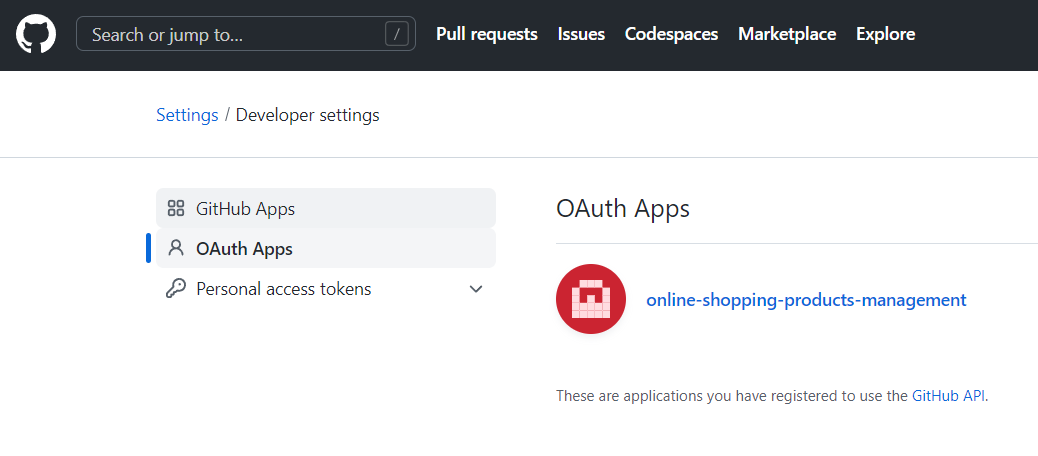 Search or jump to... / Pull requests Issues Codespaces Marketplace Explore
Settings / Developer settings
GitHub Apps
OAuth Apps
Personal access tokens
OAuth Apps
online-shopping-products-management
These are applications you have registered to use the GitHub API.